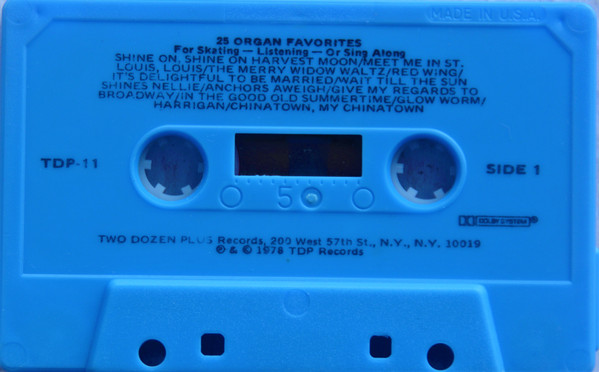 MADE IN U.S.A.
25 ORGAN FAVORITES
For Skating — Listening — Or Sing Along
SHINE ON, SHINE ON HARVEST MOON/MEET ME IN ST.
LOUIS, LOUIS/THE MERRY WIDOW WALTZ/RED WING/
IT'S DELIGHTFUL TO BE MARRIED/WAIT TILL THE SUN
SHINES NELLIE/ANCHORS AWEIGH/GIVE MY REGARDS TO
BROADWAY/IN THE GOOD OLD SUMMERTIME/GLOW WORM/
HARRIGAN/CHINATOWN, MY CHINATOWN
TDP-11
SIDE 1
5
DOLBY SYSTEM®
TWO DOZEN PLUS Records, 200 West 57th St., N.Y., N.Y. 10019
℗ & © 1978 TDP Records